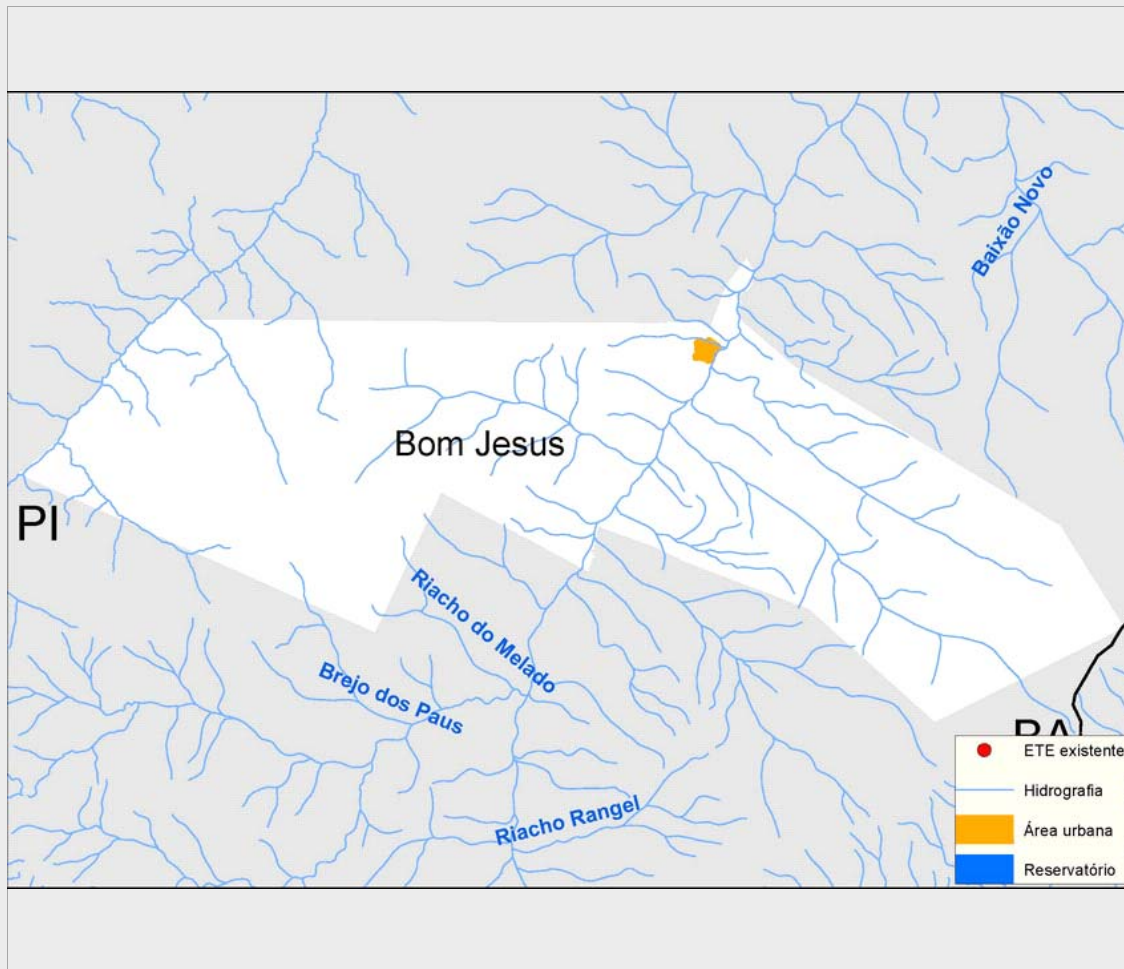 Baixão Novo
Bom Jesus
PI
Riacho do Melado
Brejo dos Paus
BA
Riacho Rangel
ETE existente
Hidrografia
Área urbana
Reservatório